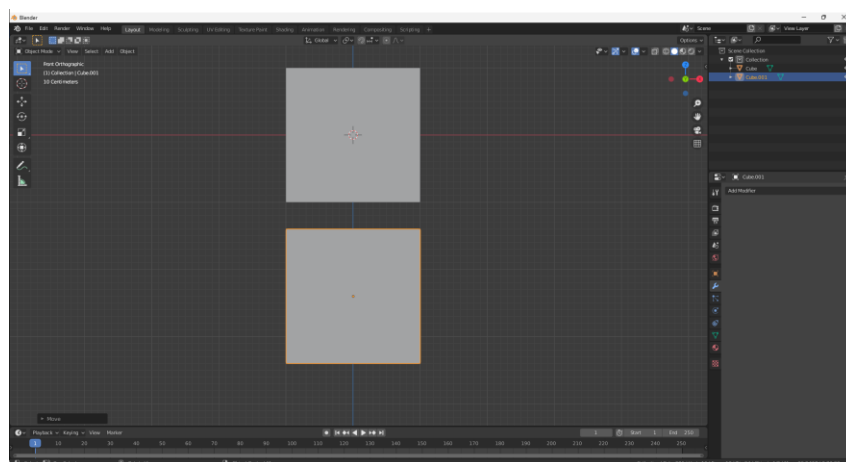 Blender
File Edit Render Window Help Layout Modeling Sculpting UV Editing Texture Paint Shading Animation Rendering Compositing Scripting + Scene View Layer
Global Options
Object Mode View Select Add Object
Front Orthographic
(1) Collection | Cube.001
10 Centimeters
Scene Collection
Collection
Cube
Cube.001
Cube.001
Add Modifier
Move
Playback Keying View Marker 1 Start 1 End 250
1 10 20 30 40 50 60 70 80 90 100 110 120 130 140 150 160 170 180 190 200 210 220 230 240 250